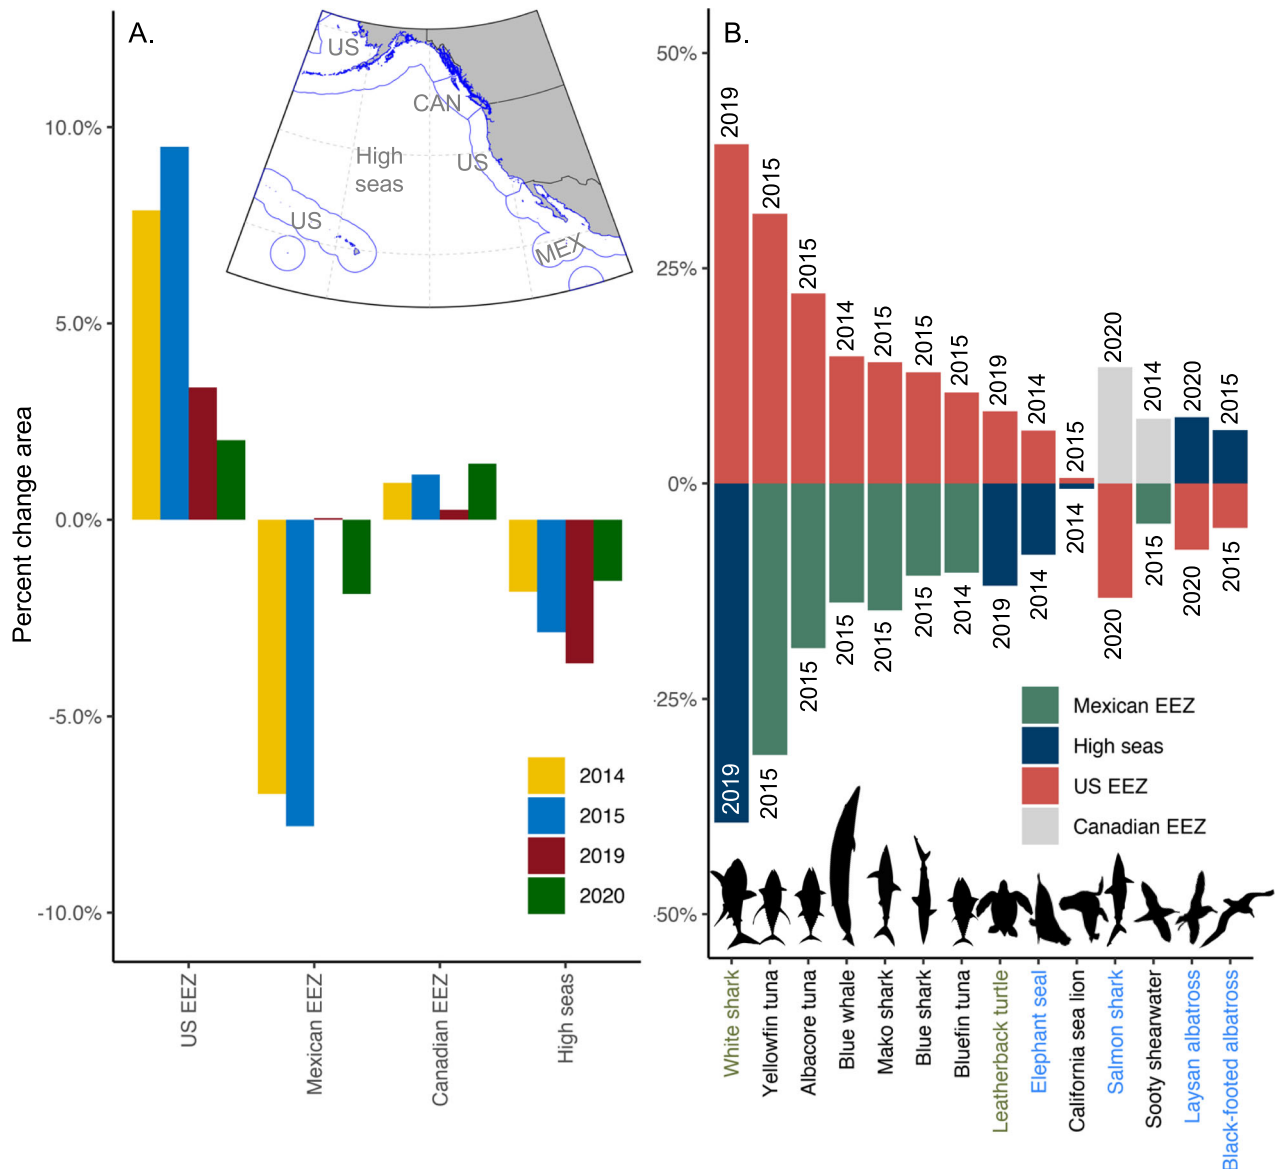 A.
US
CAN
High
seas
US
US
MEX
Percent change area
10.0%
5.0%
0.0%
-5.0%
-10.0%
2014
2015
2019
2020
US EEZ
Mexican EEZ
Canadian EEZ
High seas
B.
50%
25%
0%
-25%
-50%
2019
2015
2015
2014
2015
2015
2015
2019
2014
2015
2020
2014
2020
2015
2019
2015
2015
2015
2015
2015
2014
2019
2014
2014
2020
2015
2020
2015
Mexican EEZ
High seas
US EEZ
Canadian EEZ
White shark
Yellowfin tuna
Albacore tuna
Blue whale
Mako shark
Blue shark
Bluefin tuna
Leatherback turtle
Elephant seal
California sea lion
Salmon shark
Sooty shearwater
Laysan albatross
Black-footed albatross